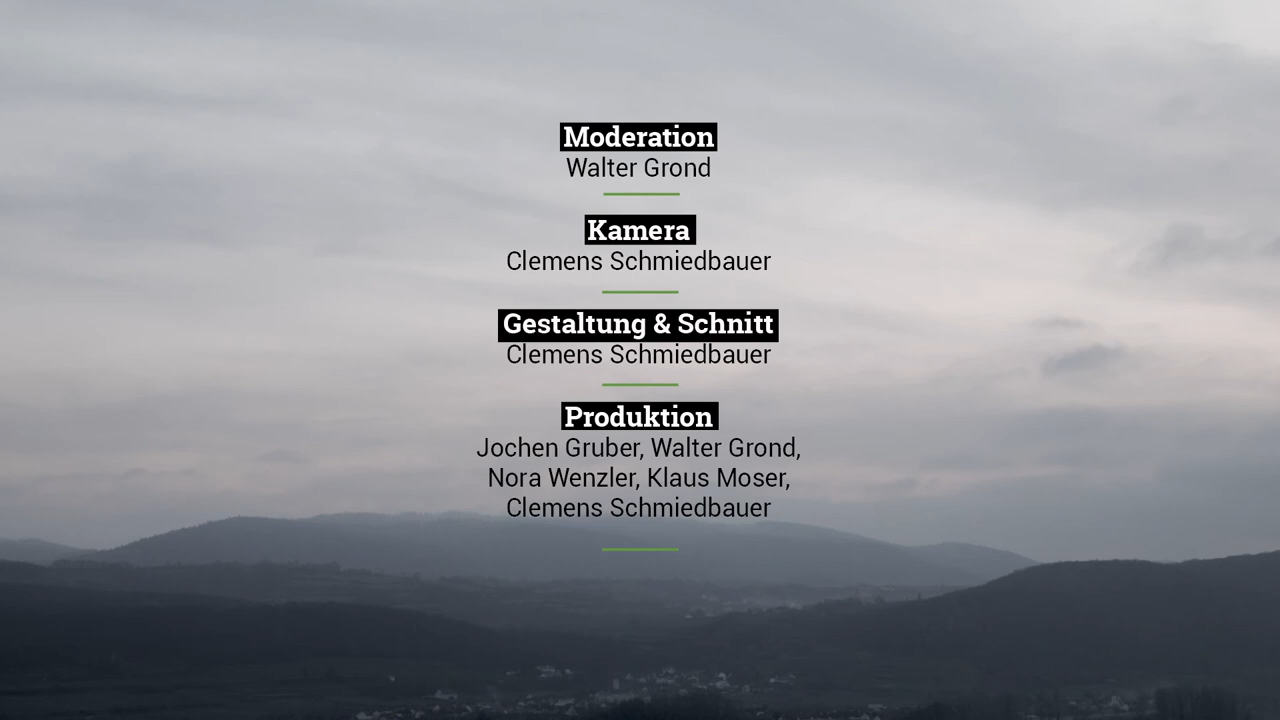 Moderation
Walter Grond
Kamera
Clemens Schmiedbauer
Gestaltung & Schnitt
Clemens Schmiedbauer
Produktion
Jochen Gruber, Walter Grond,
Nora Wenzler, Klaus Moser,
Clemens Schmiedbauer